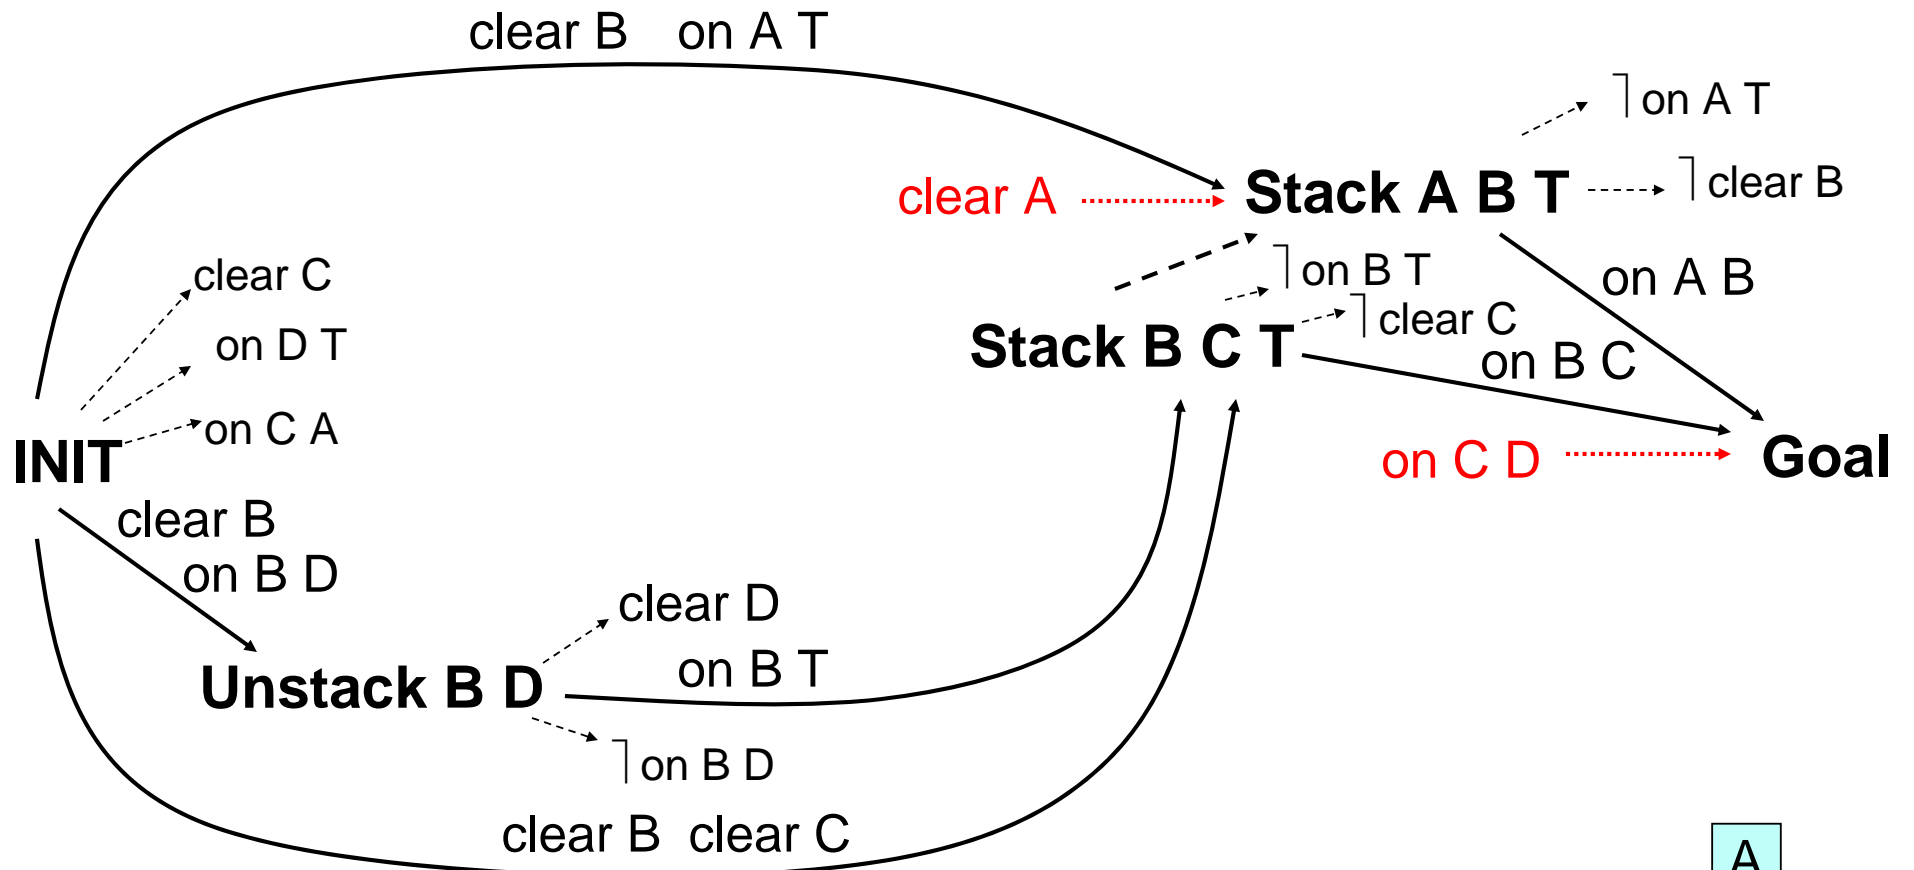 clear B on A T
⌉ on A T
clear A
Stack A B T
⌉ clear B
clear C
⌉ on B T
on A B
on D T
Stack B C T
⌉ clear C
on B C
on C A
INIT
on C D
Goal
clear B
on B D
clear D
Unstack B D
on B T
⌉ on B D
clear B clear C
A